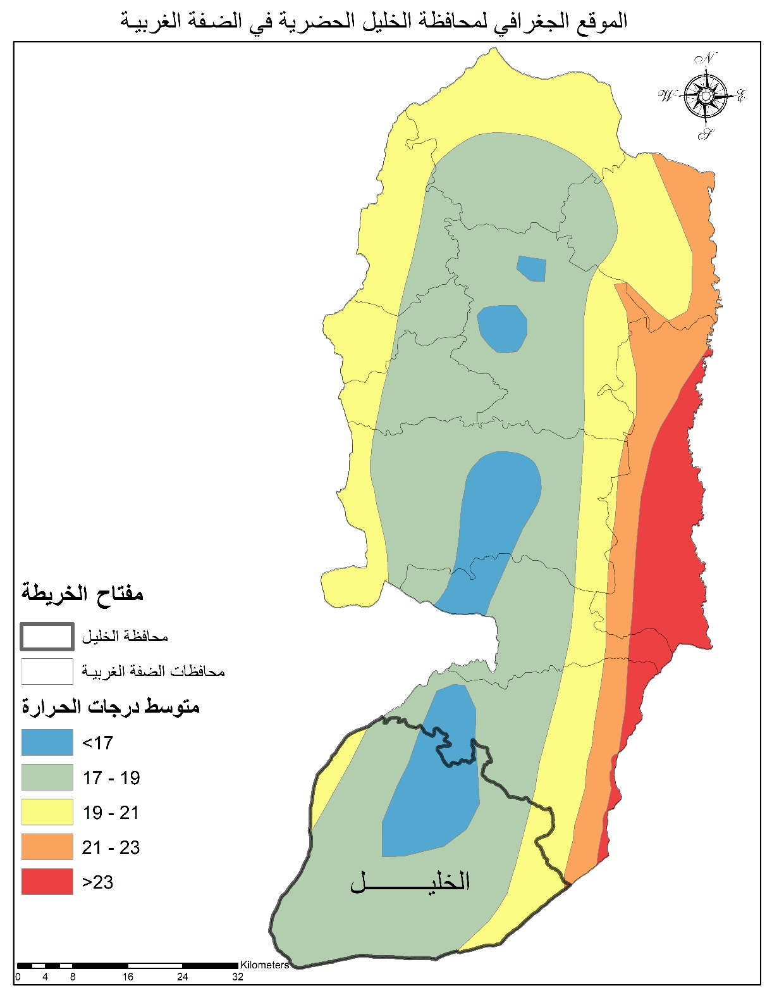 الموقع الجغرافي لمحافظة الخليل الحضرية في الضفة الغربية
N
W E
S
مفتاح الخريطة
محافظة الخليل
محافظات الضفة الغربية
متوسط درجات الحرارة
<17
17 - 19
19 - 21
21 - 23
>23
الخليــــــــل
Kilometers
0 4 8 16 24 32